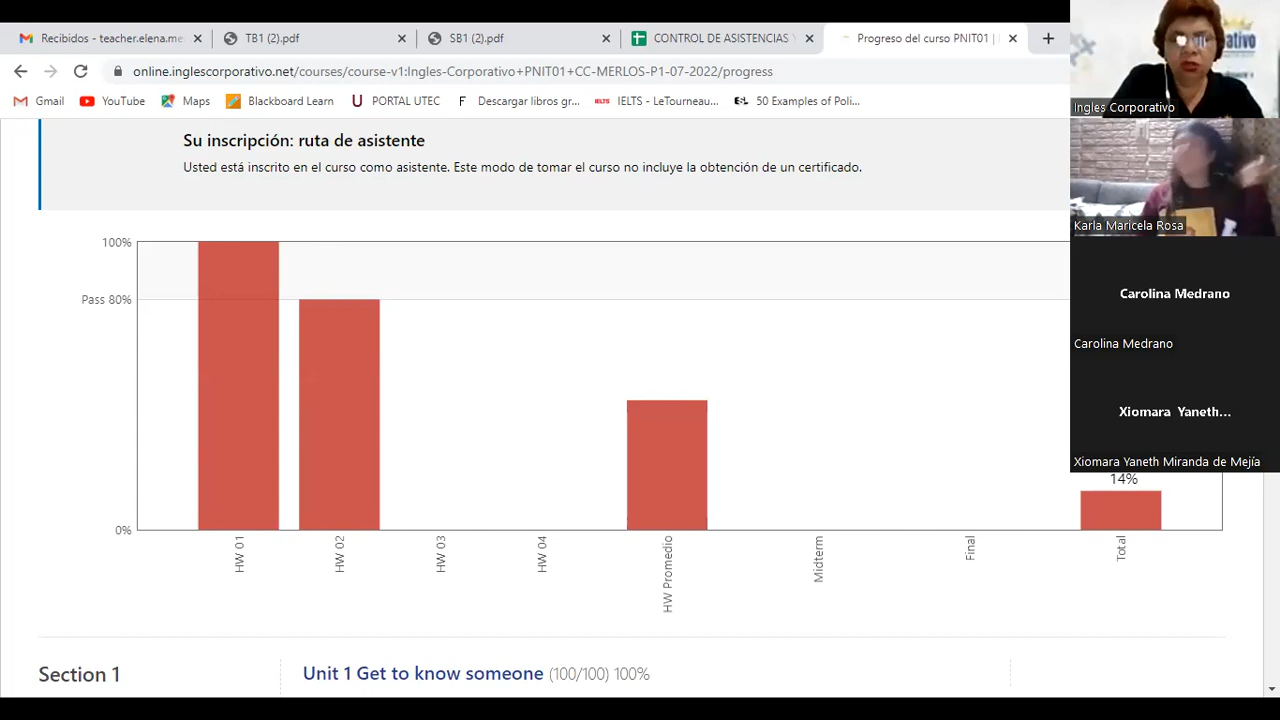 Recibidos - teacher.elena.me
TB1 (2).pdf
SB1 (2).pdf
CONTROL DE ASISTENCIAS Y
Progreso del curso PNIT01 |
online.inglescorporativo.net/courses/course-v1:Ingles-Corporativo+PNIT01+CC-MERLOS-P1-07-2022/progress
Gmail
YouTube
Maps
Blackboard Learn
PORTAL UTEC
Descargar libros gr...
IELTS - LeTourneau...
50 Examples of Poli...
Su inscripción: ruta de asistente
Usted está inscrito en el curso como asistente. Este modo de tomar el curso no incluye la obtención de un certificado.
100%
Pass 80%
0%
HW 01
HW 02
HW 03
HW 04
HW Promedio
Midterm
Final
Total
14%
Section 1
Unit 1 Get to know someone (100/100) 100%
Ingles Corporativo
Karla Maricela Rosa
Carolina Medrano
Carolina Medrano
Xiomara Yaneth...
Xiomara Yaneth Miranda de Mejía